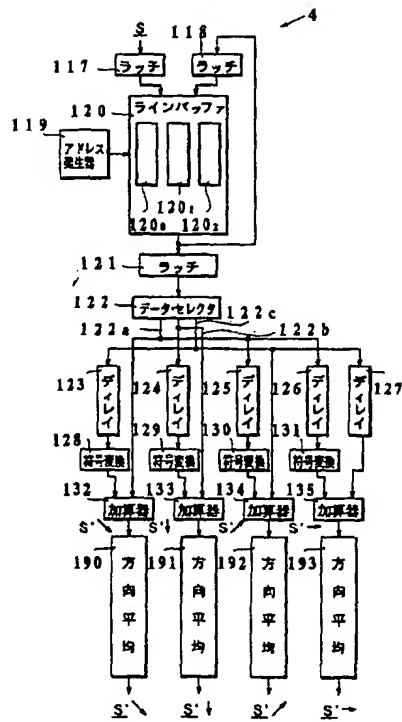 4
S
118
117
ラッチ
ラッチ
120
ラインバッファ
119
アドレス
発生器
120₀
120₁
120₂
121
ラッチ
122
データセレクタ
122c
122a
122b
123
ディレイ
124
ディレイ
125
ディレイ
126
ディレイ
127
ディレイ
128
符号変換
129
符号変換
130
符号変換
131
符号変換
132
加算器
133
加算器
134
加算器
135
加算器
S'↘
S'↓
S'↗
S'→
190
方向平均
191
方向平均
192
方向平均
193
方向平均
S'↘
S'↓
S'↗
S'→